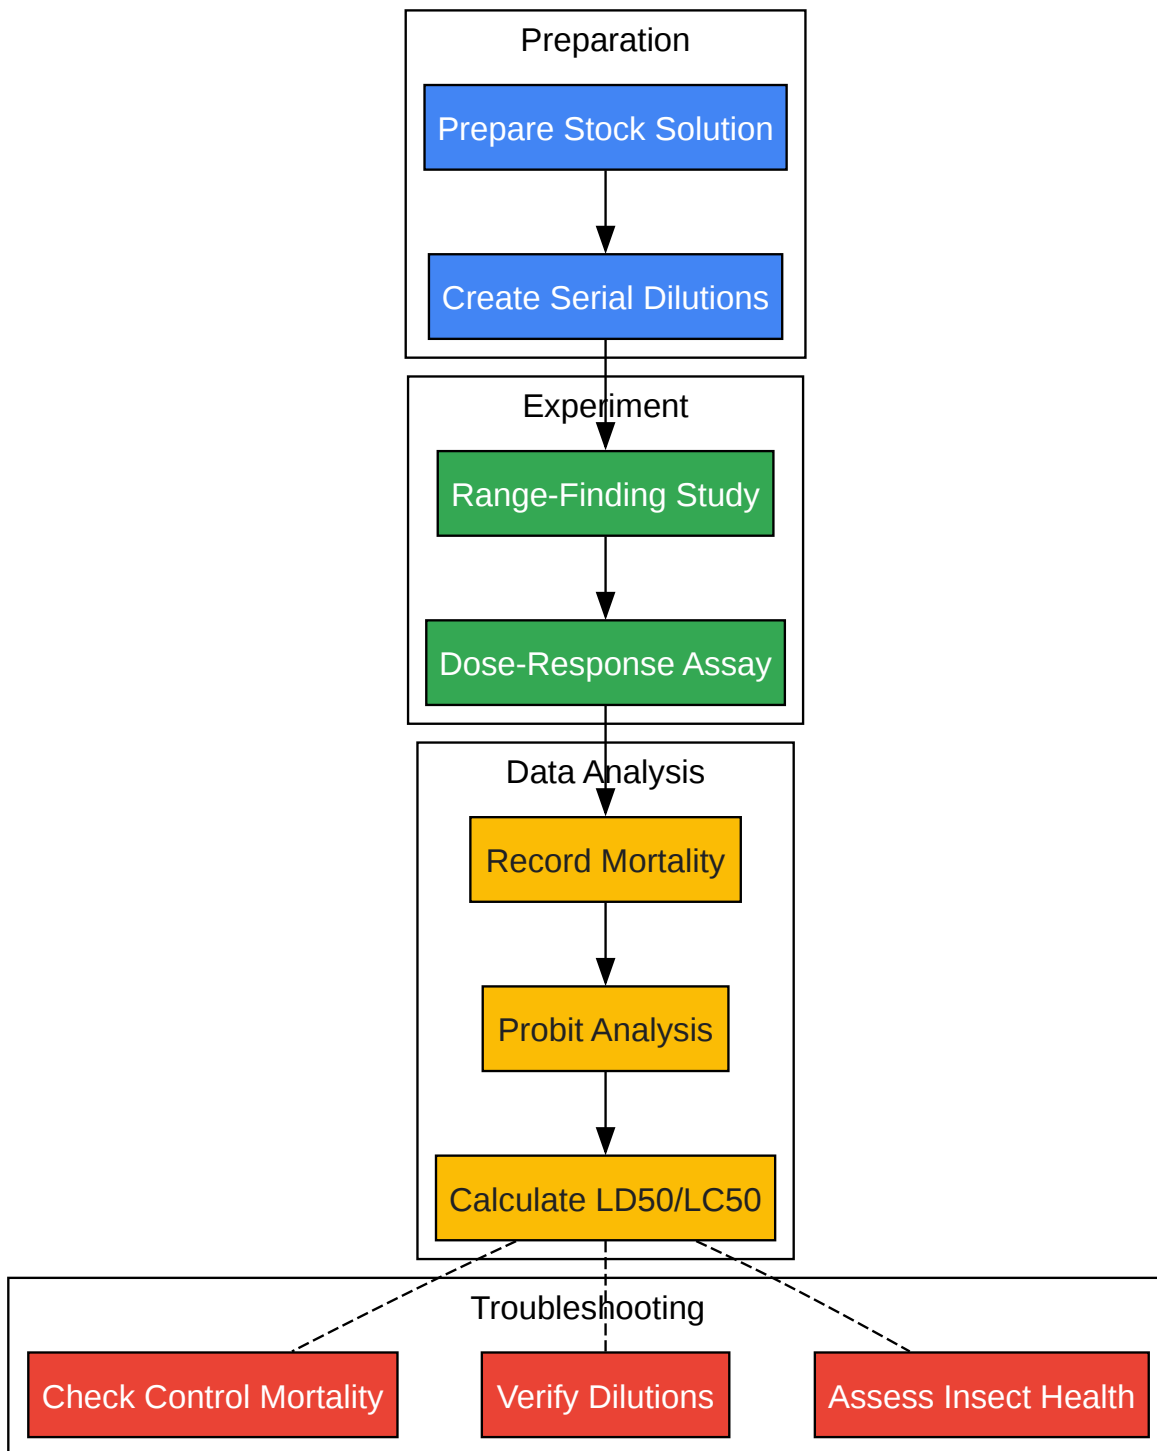 Preparation
Prepare Stock Solution
Create Serial Dilutions
Experiment
Range-Finding Study
Dose-Response Assay
Data Analysis
Record Mortality
Probit Analysis
Calculate LD50/LC50
Troubleshooting
Check Control Mortality
Verify Dilutions
Assess Insect Health